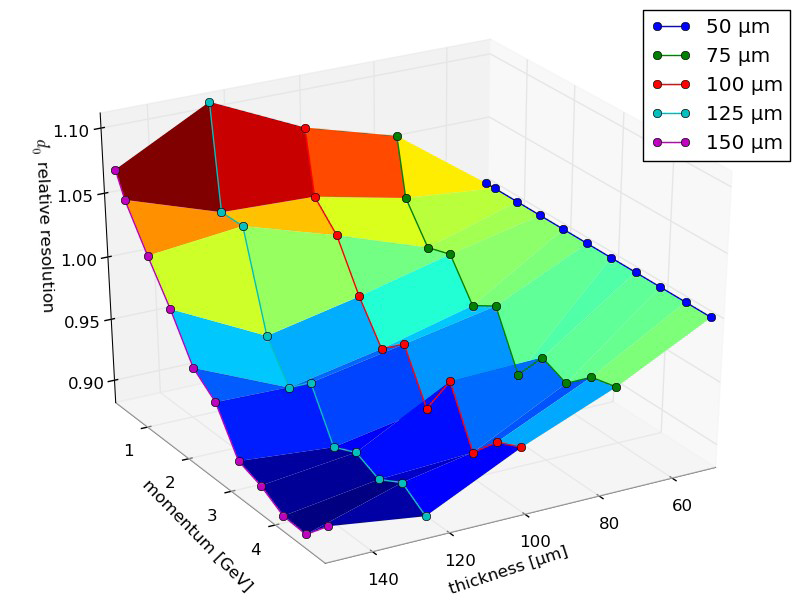 50 μm
75 μm
100 μm
125 μm
150 μm
1.10
1.05
1.00
0.95
0.90
d₀ relative resolution
1
2
3
4
momentum [GeV]
140
120
100
80
60
thickness [μm]